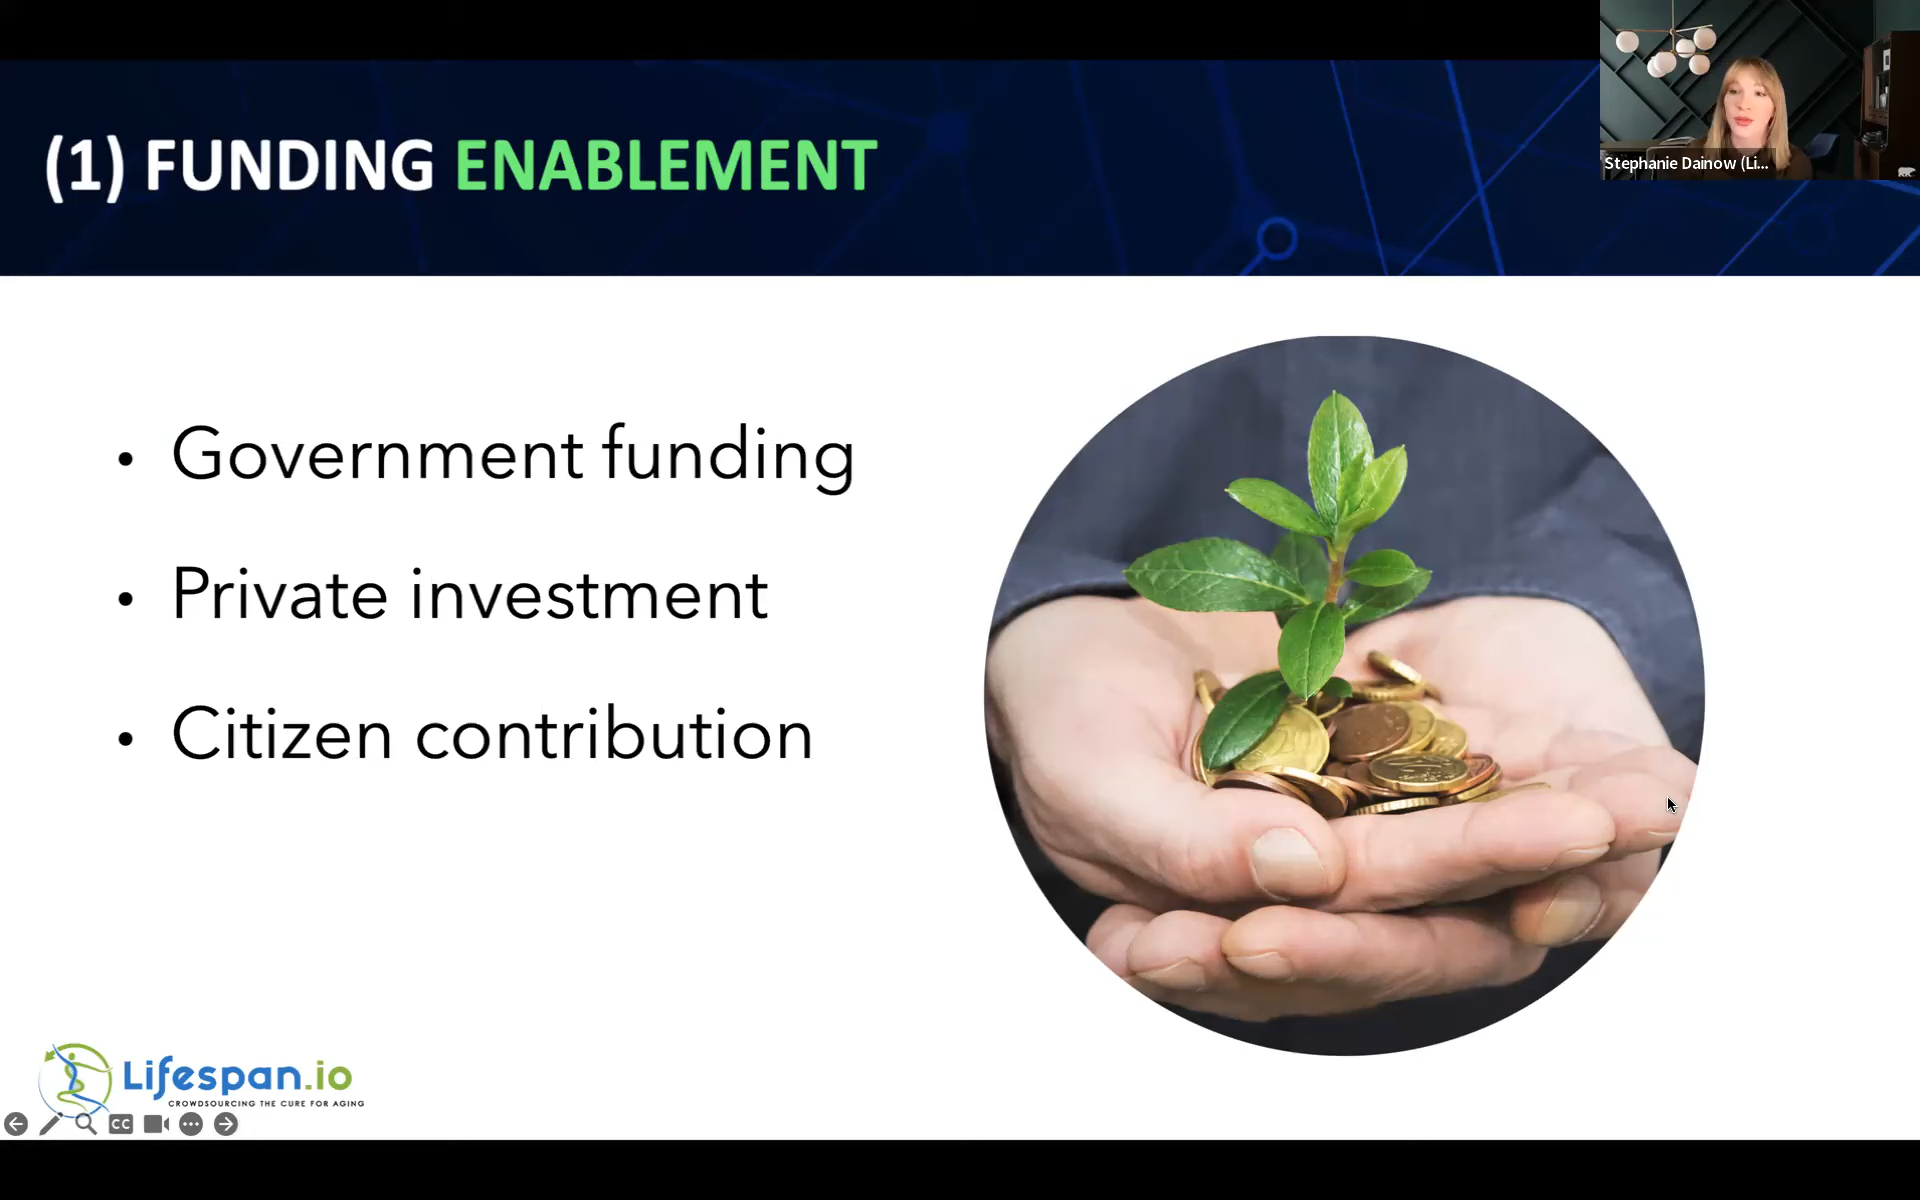 (1) FUNDING ENABLEMENT
Stephanie Dainow (Li...
• Government funding
• Private investment
• Citizen contribution
Lifespan.io
CROWDSOURCING THE CURE FOR AGING
CC